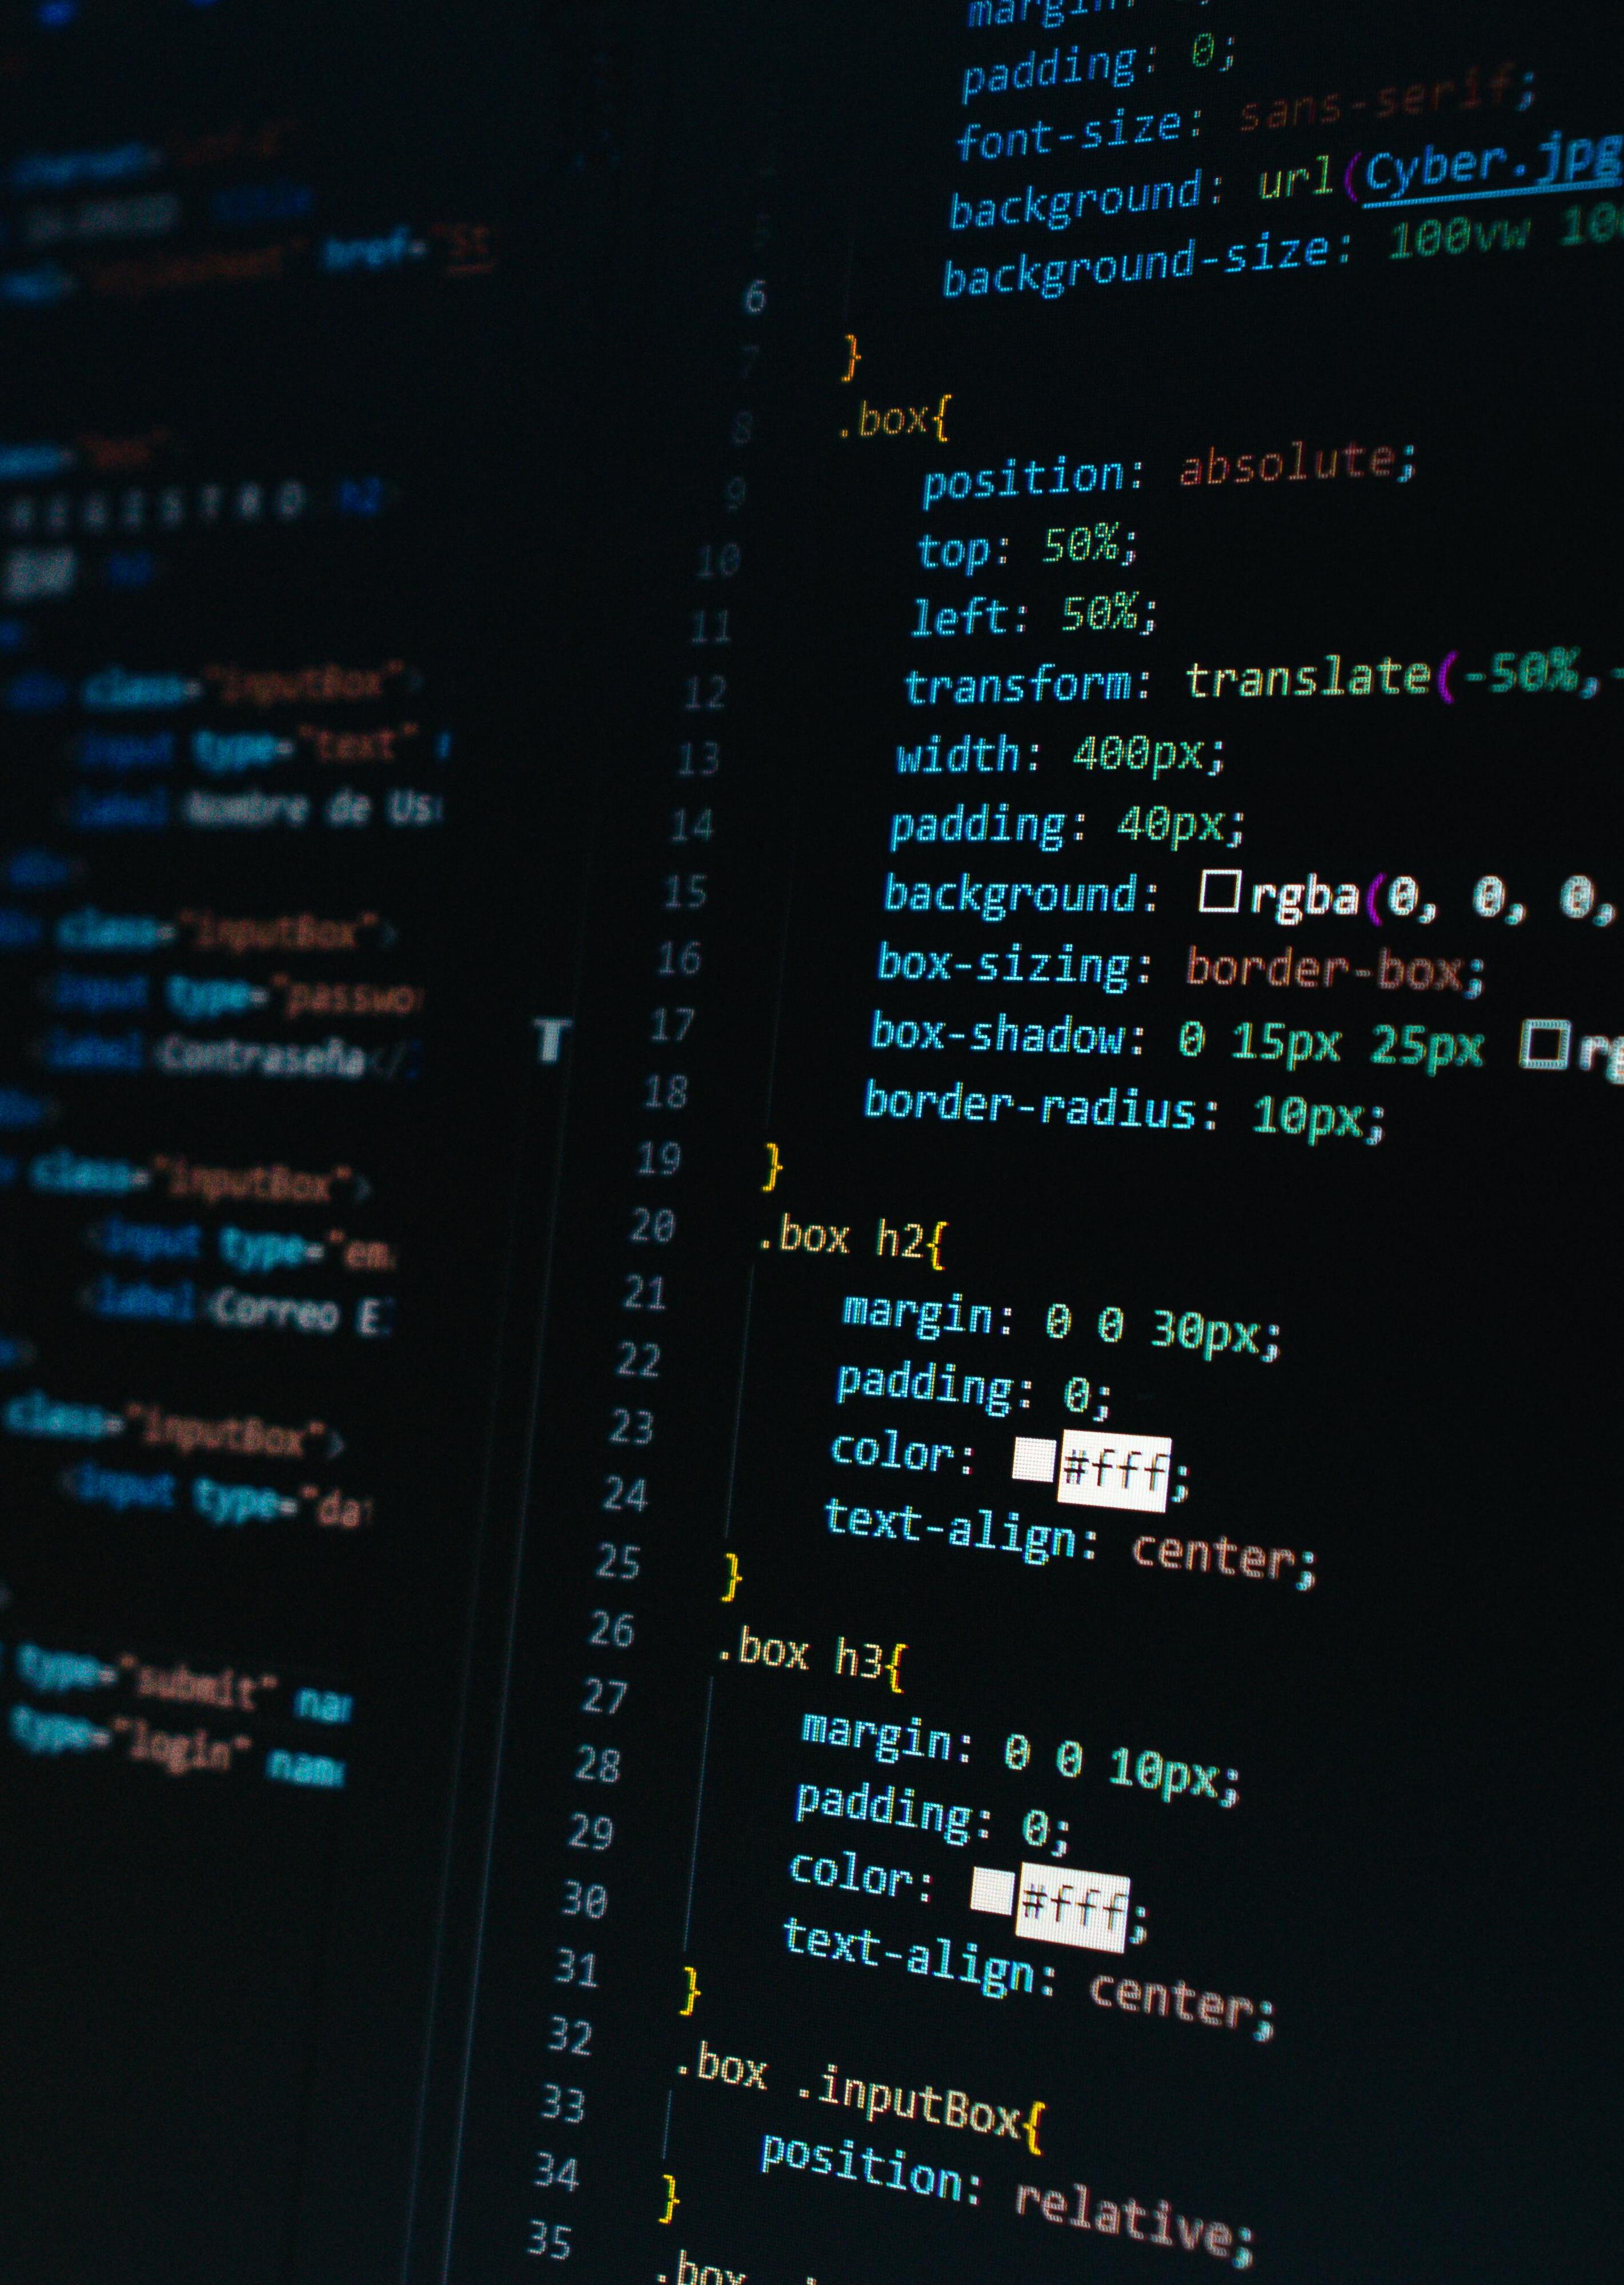 href="St
h2
class="inputBox">
input type="text"
label Nombre de Us
class="inputBox">
input type="passwo
label>Contraseña</
class="inputBox">
<input type="em
<label>Correo E
class="inputBox">
<input type="da
type="submit" na
type="login" name
T
padding: 0;
font-size: sans-serif;
background: url(Cyber.jpg
background-size: 100vw 10
6
7 }
8 .box{
9 position: absolute;
10 top: 50%;
11 left: 50%;
12 transform: translate(-50%,-
13 width: 400px;
14 padding: 40px;
15 background: rgba(0, 0, 0,
16 box-sizing: border-box;
17 box-shadow: 0 15px 25px rg
18 border-radius: 10px;
19 }
20 .box h2{
21 margin: 0 0 30px;
22 padding: 0;
23 color: #fff;
24 text-align: center;
25 }
26 .box h3{
27 margin: 0 0 10px;
28 padding: 0;
29 color: #fff;
30 text-align: center;
31 }
32 .box .inputBox{
33 position: relative;
34 }
35 .box